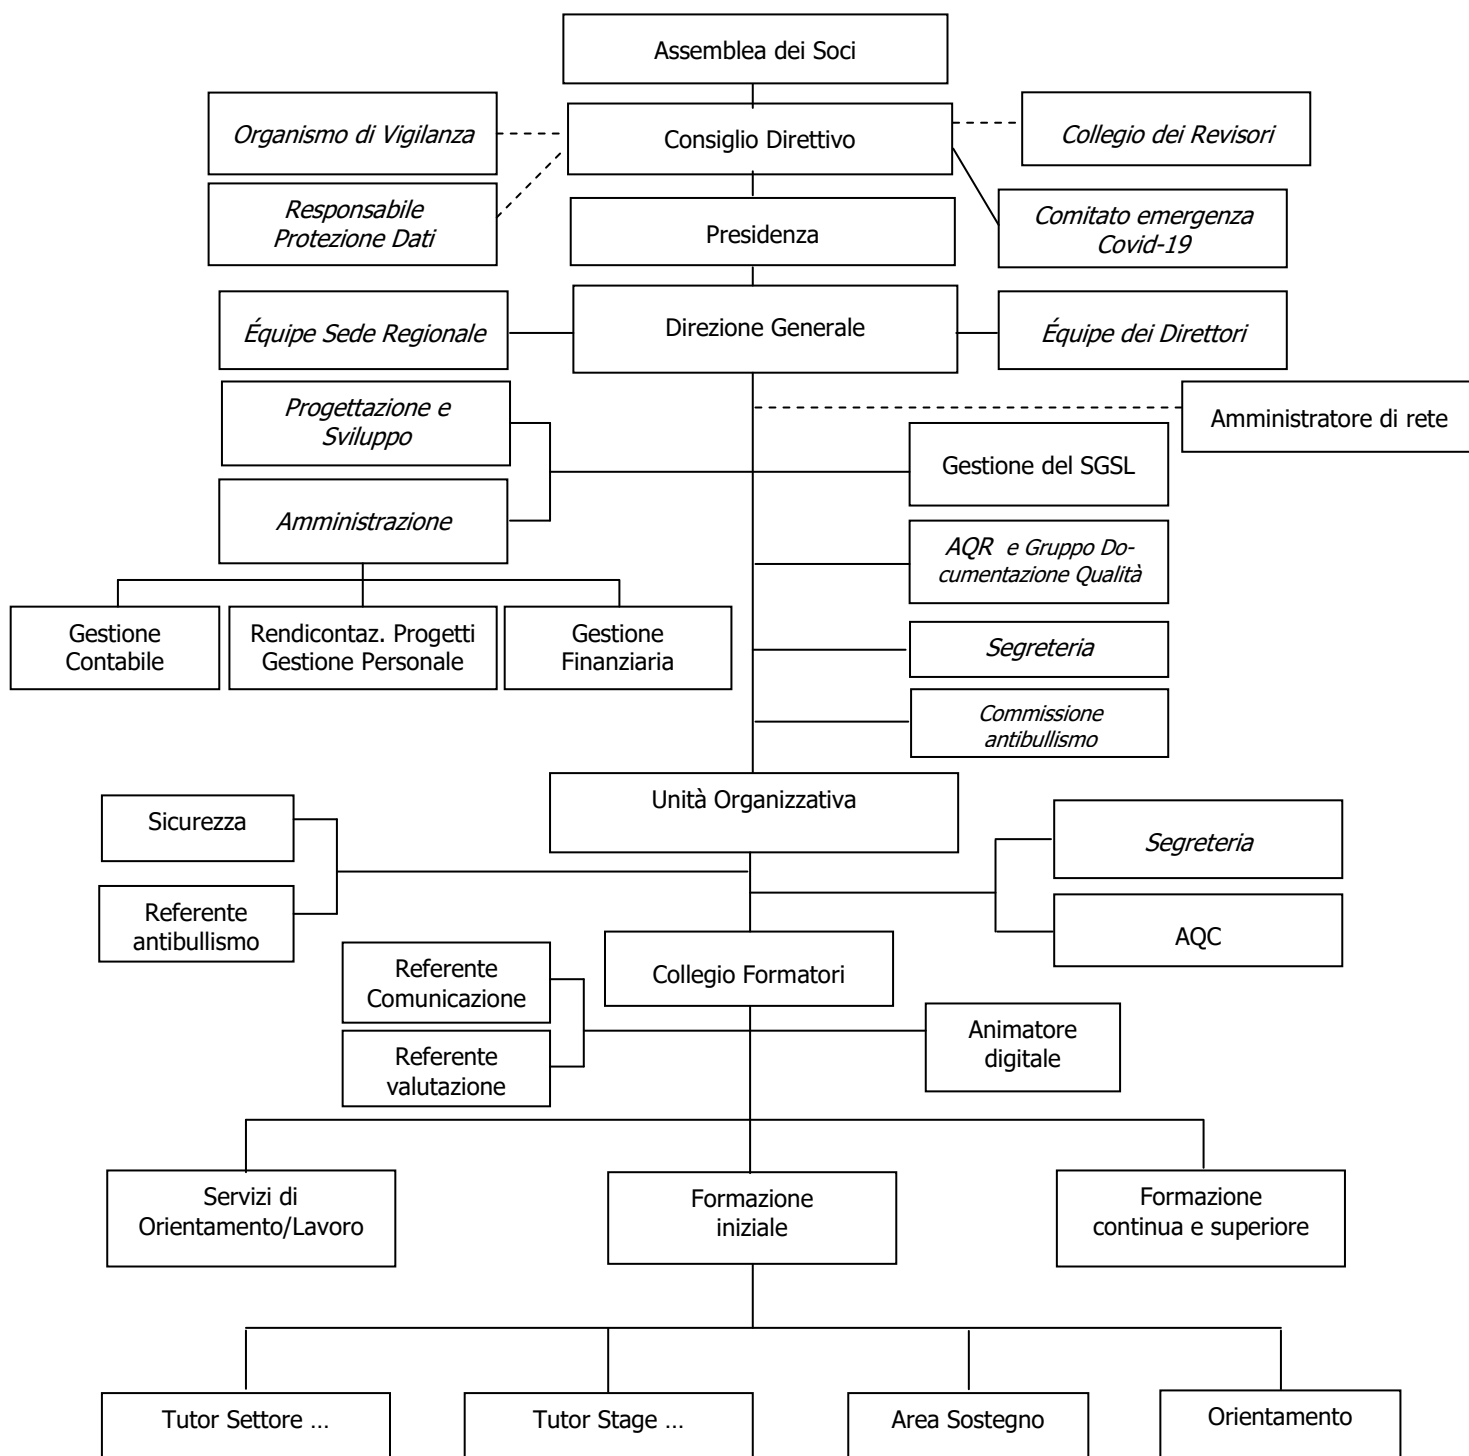 Assemblea dei Soci
Organismo di Vigilanza
Consiglio Direttivo
Collegio dei Revisori
Responsabile
Protezione Dati
Presidenza
Comitato emergenza
Covid-19
Équipe Sede Regionale
Direzione Generale
Équipe dei Direttori
Progettazione e
Sviluppo
Amministratore di rete
Gestione del SGSL
Amministrazione
AQR e Gruppo Do-
cumentazione Qualità
Gestione
Contabile
Rendicontaz. Progetti
Gestione Personale
Gestione
Finanziaria
Segreteria
Commissione
antibullismo
Unità Organizzativa
Sicurezza
Segreteria
Referente
antibullismo
AQC
Collegio Formatori
Referente
Comunicazione
Animatore
digitale
Referente
valutazione
Servizi di
Orientamento/Lavoro
Formazione
iniziale
Formazione
continua e superiore
Tutor Settore …
Tutor Stage …
Area Sostegno
Orientamento